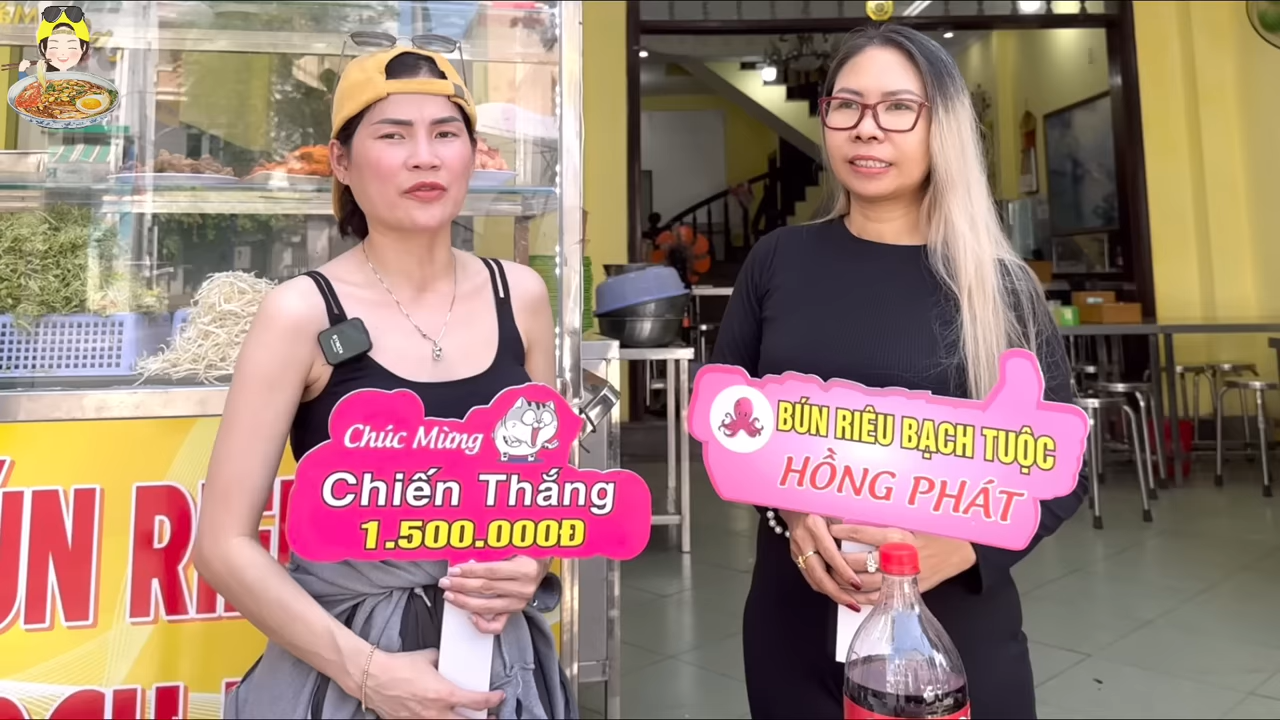 Chúc Mừng
Chiến Thắng
1.500.000Đ
BÚN RIÊU BẠCH TUỘC
HỒNG PHÁT